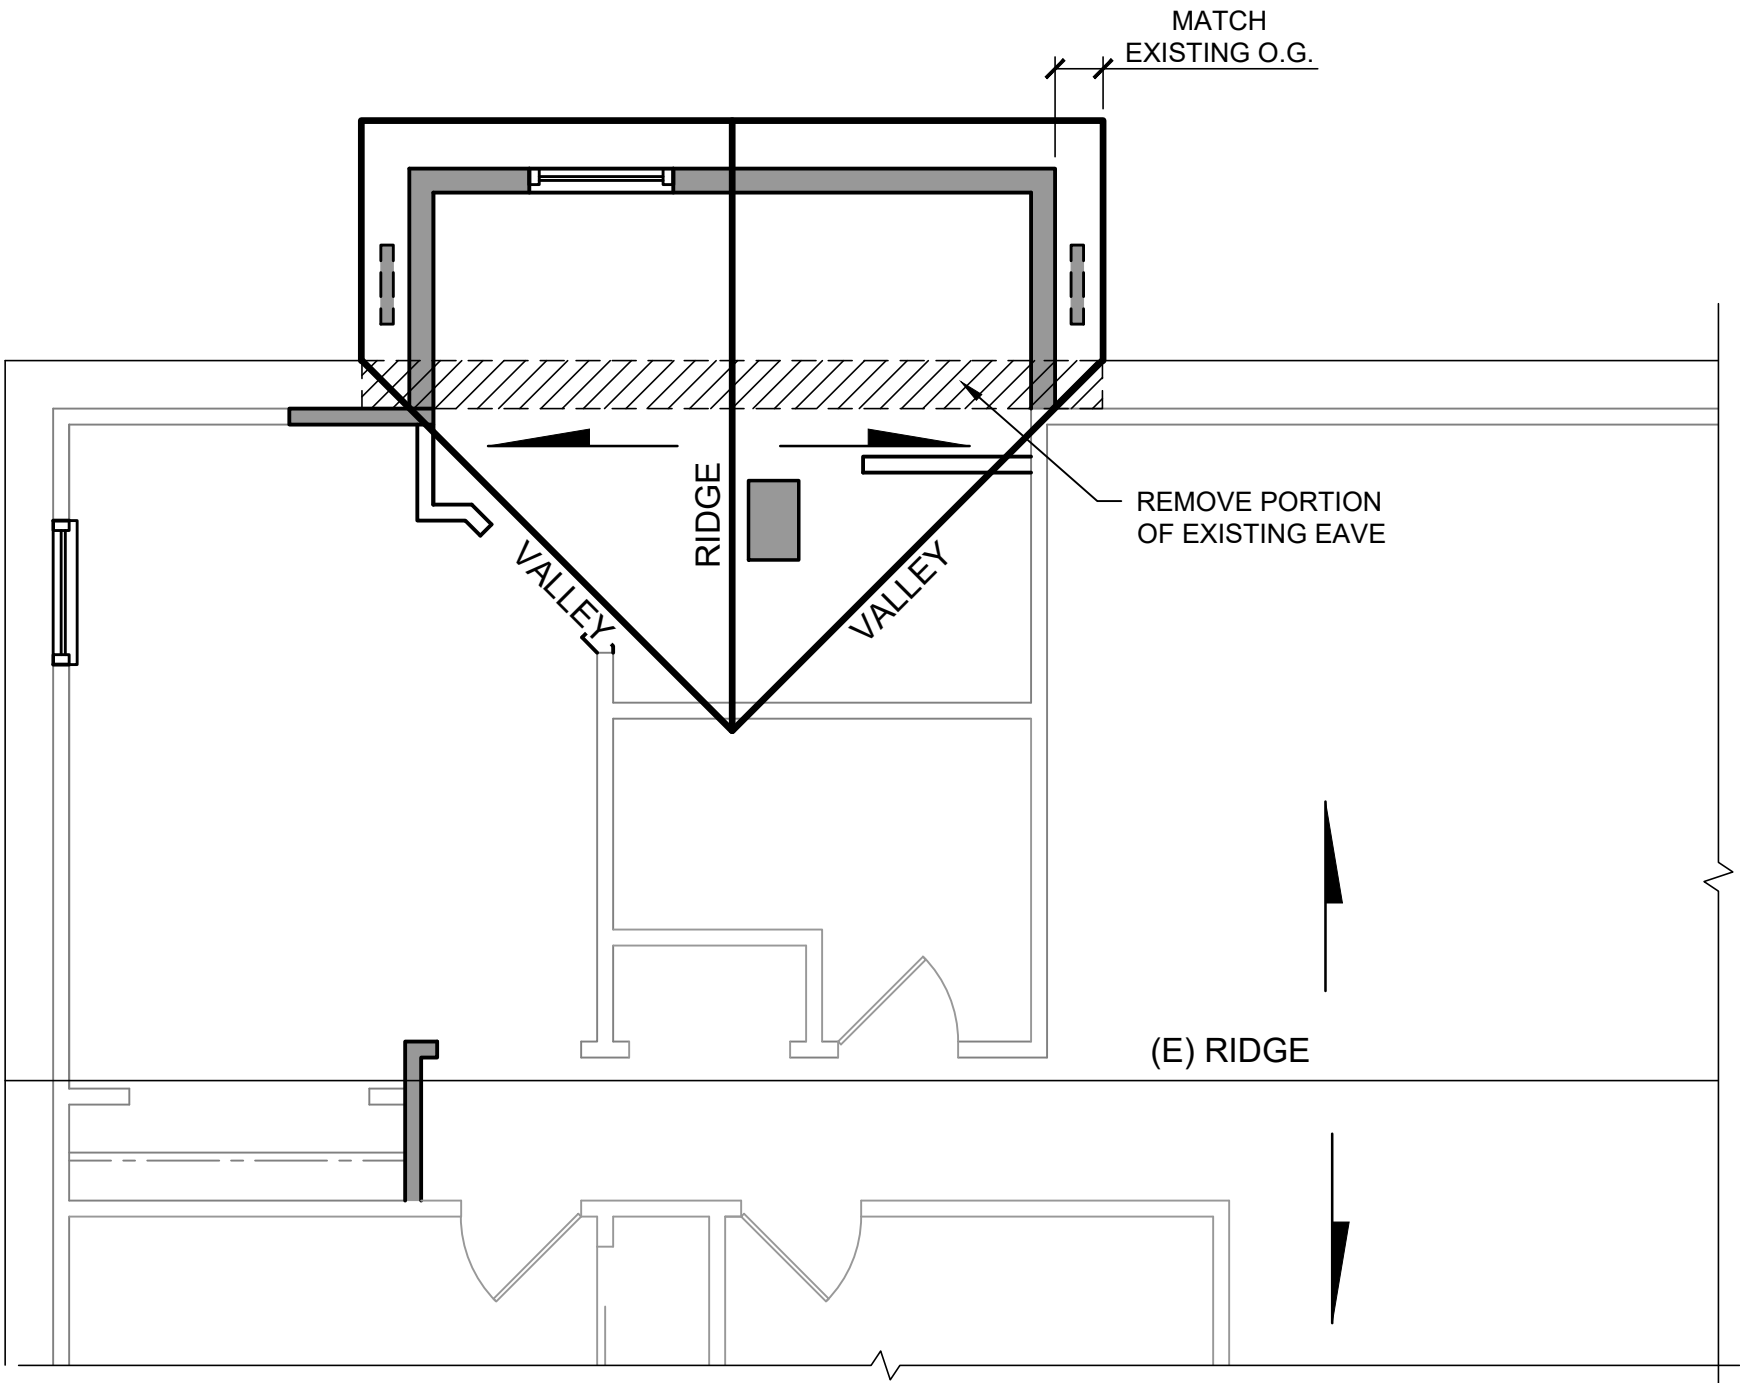 MATCH
EXISTING O.G.
RIDGE
VALLEY
VALLEY
REMOVE PORTION
OF EXISTING EAVE
(E) RIDGE